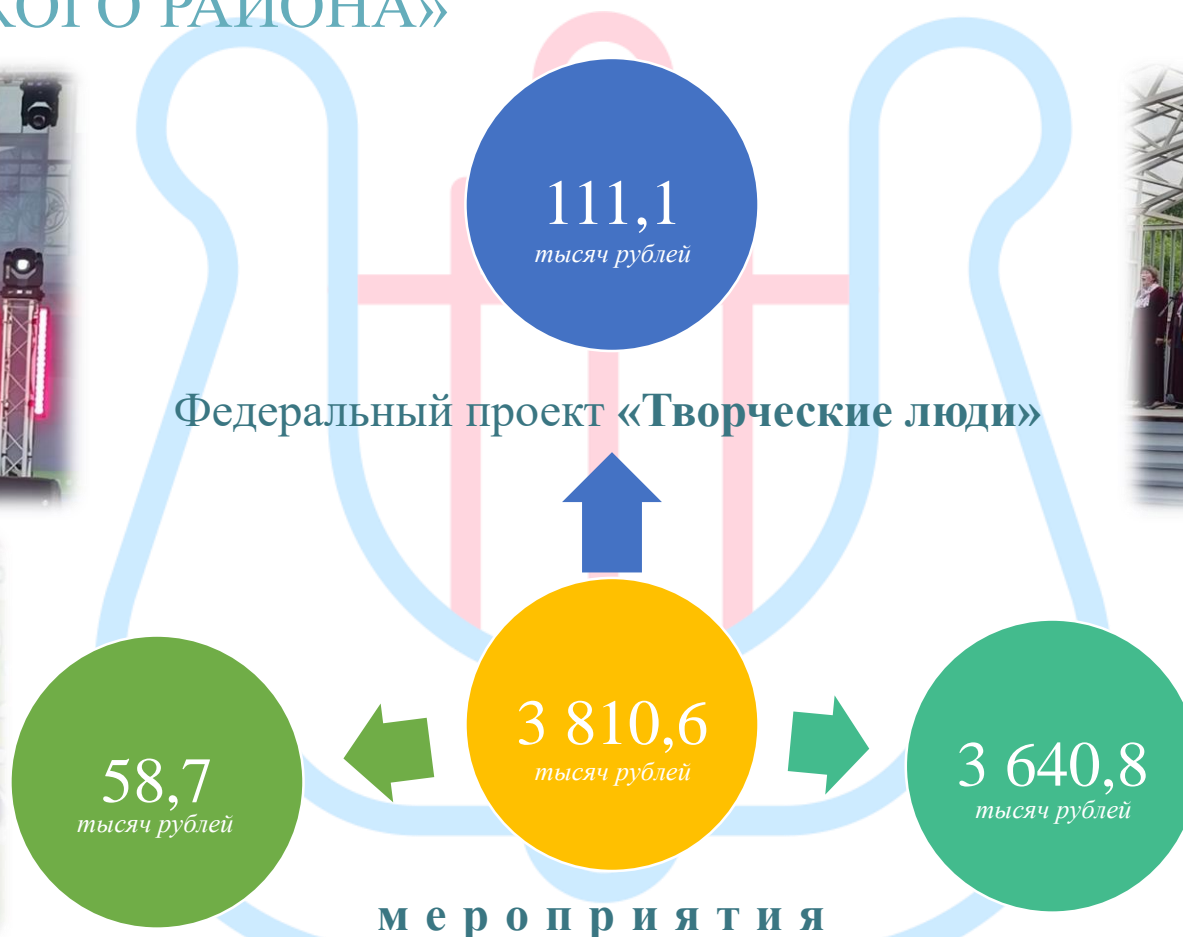 КОГО РАЙОНА»
111,1
тысяч рублей
Федеральный проект «Творческие люди»
3 810,6
тысяч рублей
58,7
тысяч рублей
3 640,8
тысяч рублей
мероприятия